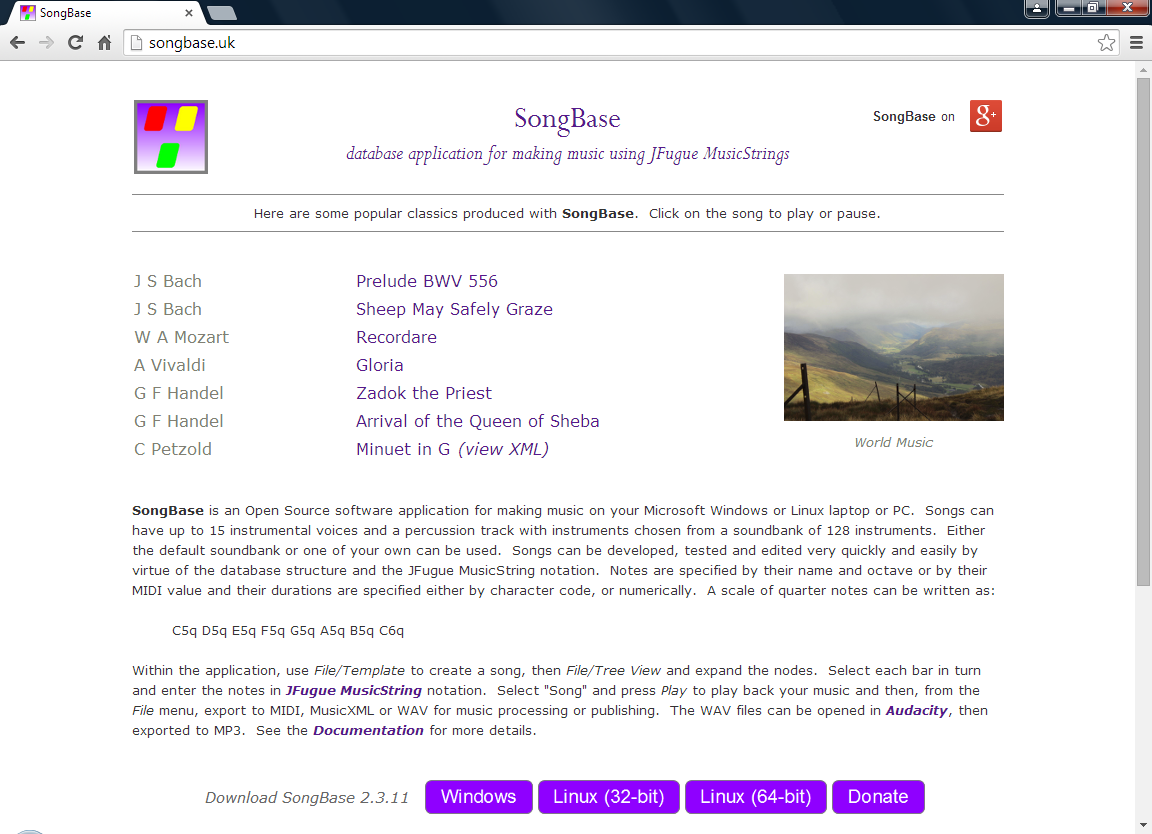 SongBase
songbase.uk
SongBase
SongBase on g+
database application for making music using JFugue MusicStrings
Here are some popular classics produced with SongBase. Click on the song to play or pause.
J S Bach Prelude BWV 556
J S Bach Sheep May Safely Graze
W A Mozart Recordare
A Vivaldi Gloria
G F Handel Zadok the Priest
G F Handel Arrival of the Queen of Sheba
C Petzold Minuet in G (view XML)
World Music
SongBase is an Open Source software application for making music on your Microsoft Windows or Linux laptop or PC. Songs can
have up to 15 instrumental voices and a percussion track with instruments chosen from a soundbank of 128 instruments. Either
the default soundbank or one of your own can be used. Songs can be developed, tested and edited very quickly and easily by
virtue of the database structure and the JFugue MusicString notation. Notes are specified by their name and octave or by their
MIDI value and their durations are specified either by character code, or numerically. A scale of quarter notes can be written as:
C5q D5q E5q F5q G5q A5q B5q C6q
Within the application, use File/Template to create a song, then File/Tree View and expand the nodes. Select each bar in turn
and enter the notes in JFugue MusicString notation. Select "Song" and press Play to play back your music and then, from the
File menu, export to MIDI, MusicXML or WAV for music processing or publishing. The WAV files can be opened in Audacity, then
exported to MP3. See the Documentation for more details.
Download SongBase 2.3.11 Windows Linux (32-bit) Linux (64-bit) Donate